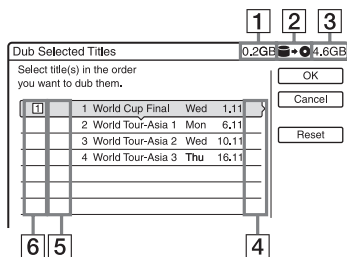 1 2 3
Dub Selected Titles 0.2GB 4.6GB
Select title(s) in the order
you want to dub them.
OK
Cancel
Reset
1 1 World Cup Final Wed 1.11
2 World Tour-Asia 1 Mon 6.11
3 World Tour-Asia 2 Wed 10.11
4 World Tour-Asia 3 Thu 16.11
6 5 4